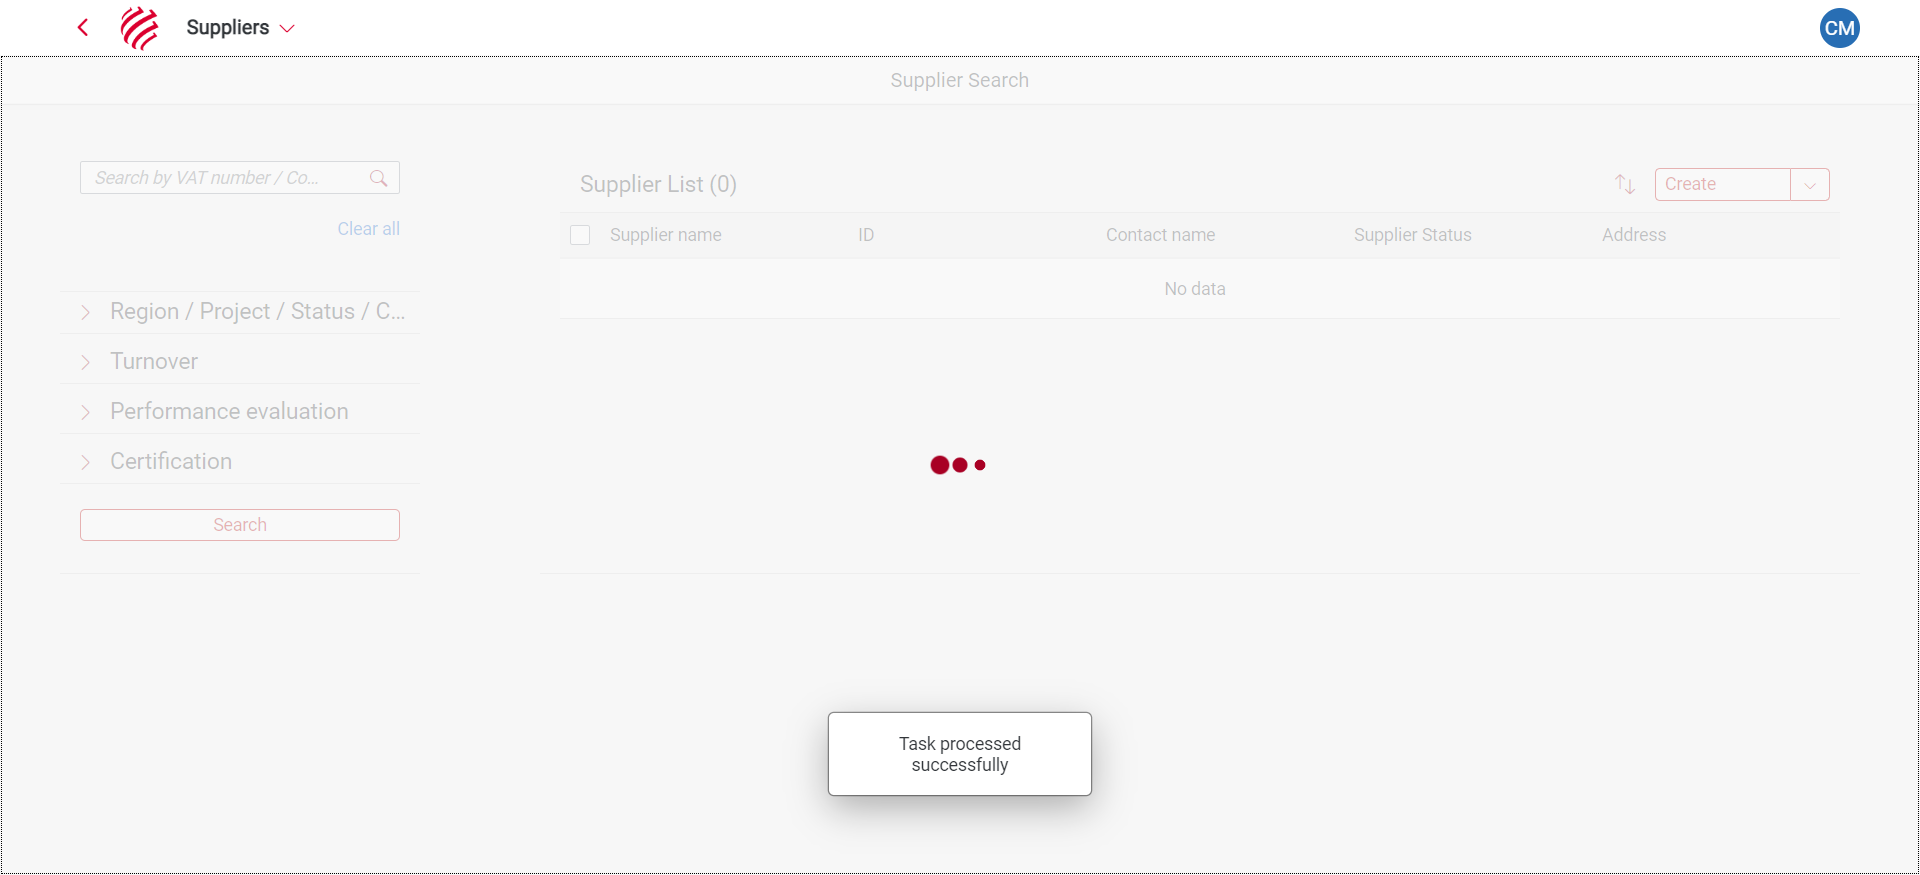 Suppliers
CM
Supplier Search
Search by VAT number / Co...
Clear all
Region / Project / Status / C...
Turnover
Performance evaluation
Certification
Search
Supplier List (0)
Create
Supplier name ID Contact name Supplier Status Address
No data
Task processed
successfully